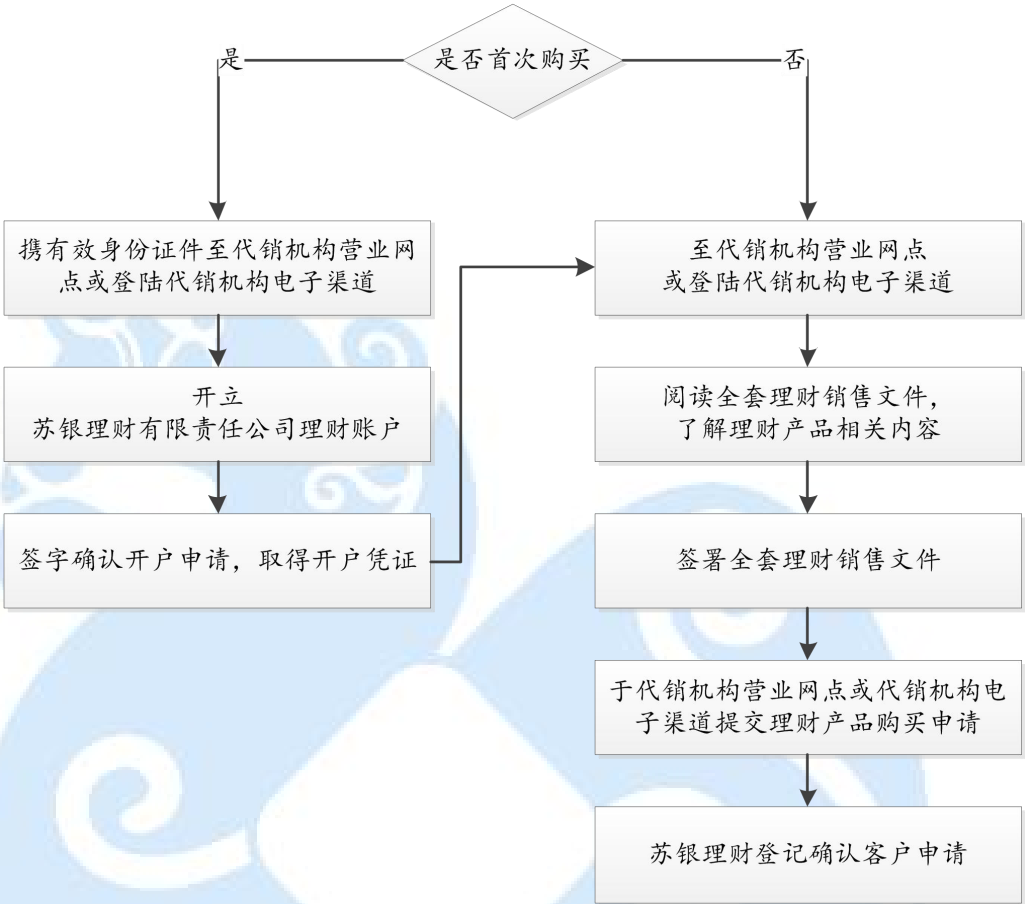 是否首次购买
是
否
携有效身份证件至代销机构营业网
点或登陆代销机构电子渠道
开立
苏银理财有限责任公司理财账户
签字确认开户申请，取得开户凭证
至代销机构营业网点
或登陆代销机构电子渠道
阅读全套理财销售文件，
了解理财产品相关内容
签署全套理财销售文件
于代销机构营业网点或代销机构电
子渠道提交理财产品购买申请
苏银理财登记确认客户申请